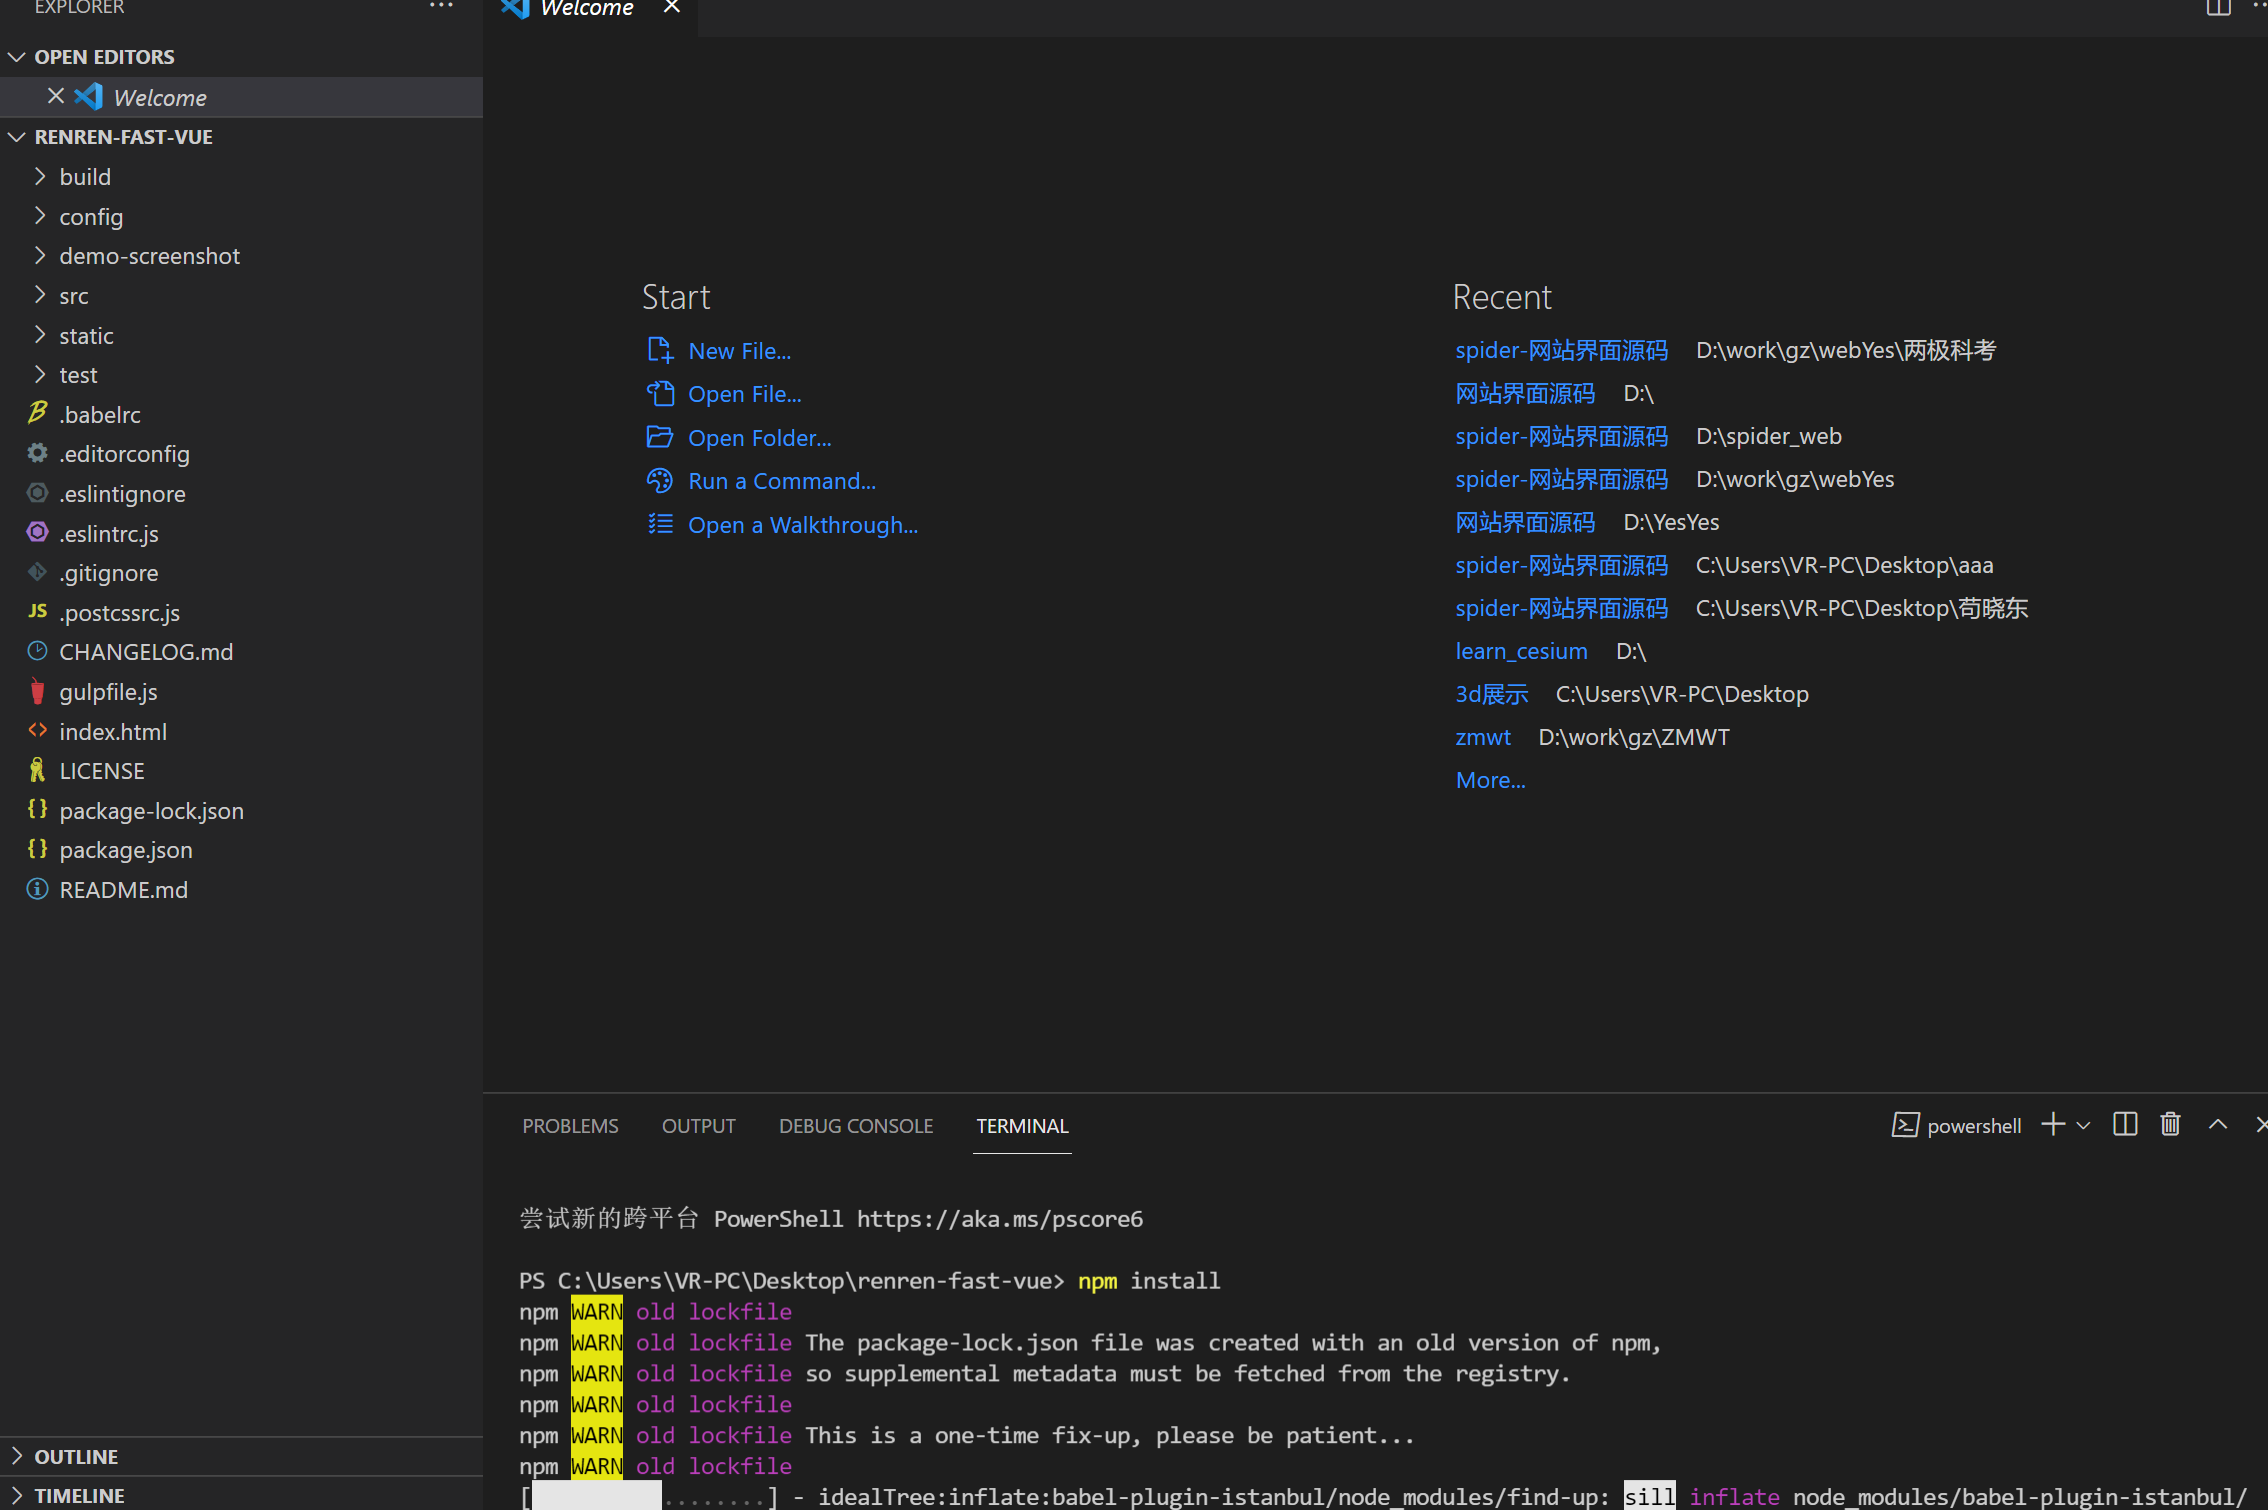 EXPLORER
···
OPEN EDITORS
Welcome
RENREN-FAST-VUE
build
config
demo-screenshot
src
static
test
.babelrc
.editorconfig
.eslintignore
.eslintrc.js
.gitignore
JS .postcssrc.js
CHANGELOG.md
gulpfile.js
index.html
LICENSE
{} package-lock.json
{} package.json
README.md
OUTLINE
TIMELINE
Welcome
Start
New File...
Open File...
Open Folder...
Run a Command...
Open a Walkthrough...
Recent
spider-网站界面源码 D:\work\gz\webYes\两极科考
网站界面源码 D:\
spider-网站界面源码 D:\spider_web
spider-网站界面源码 D:\work\gz\webYes
网站界面源码 D:\YesYes
spider-网站界面源码 C:\Users\VR-PC\Desktop\aaa
spider-网站界面源码 C:\Users\VR-PC\Desktop\苟晓东
learn_cesium D:\
3d展示 C:\Users\VR-PC\Desktop
zmwt D:\work\gz\ZMWT
More...
PROBLEMS OUTPUT DEBUG CONSOLE TERMINAL powershell
尝试新的跨平台 PowerShell https://aka.ms/pscore6
PS C:\Users\VR-PC\Desktop\renren-fast-vue> npm install
npm WARN old lockfile
npm WARN old lockfile The package-lock.json file was created with an old version of npm,
npm WARN old lockfile so supplemental metadata must be fetched from the registry.
npm WARN old lockfile
npm WARN old lockfile This is a one-time fix-up, please be patient...
npm WARN old lockfile
[ ........] - idealTree:inflate:babel-plugin-istanbul/node_modules/find-up: sill inflate node_modules/babel-plugin-istanbul/